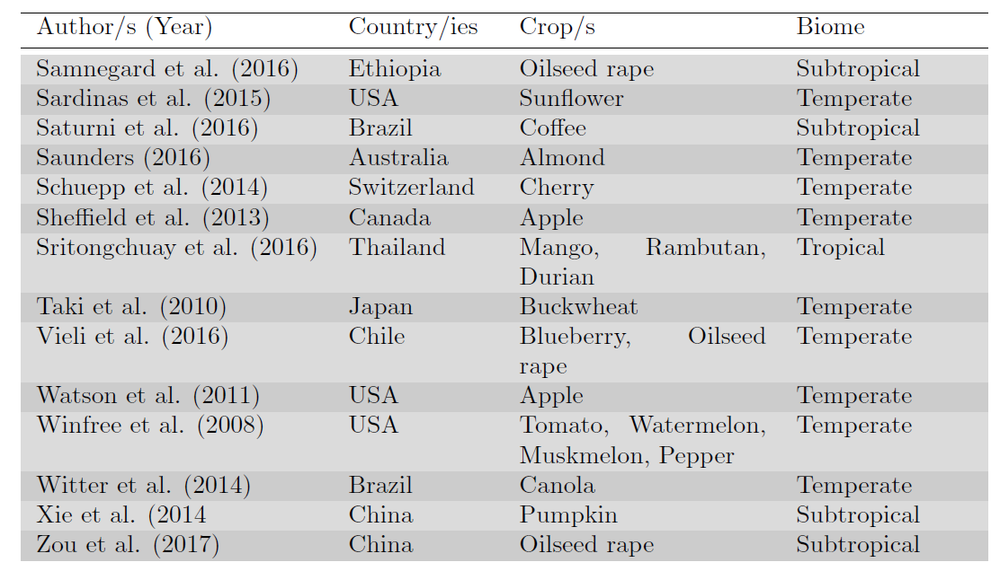 Author/s (Year) Country/ies Crop/s Biome
Samnegard et al. (2016) Ethiopia Oilseed rape Subtropical
Sardinas et al. (2015) USA Sunflower Temperate
Saturni et al. (2016) Brazil Coffee Subtropical
Saunders (2016) Australia Almond Temperate
Schuepp et al. (2014) Switzerland Cherry Temperate
Sheffield et al. (2013) Canada Apple Temperate
Sritongchuay et al. (2016) Thailand Mango, Rambutan, Tropical
Durian
Taki et al. (2010) Japan Buckwheat Temperate
Vieli et al. (2016) Chile Blueberry, Oilseed Temperate
rape
Watson et al. (2011) USA Apple Temperate
Winfree et al. (2008) USA Tomato, Watermelon, Temperate
Muskmelon, Pepper
Witter et al. (2014) Brazil Canola Temperate
Xie et al. (2014 China Pumpkin Subtropical
Zou et al. (2017) China Oilseed rape Subtropical